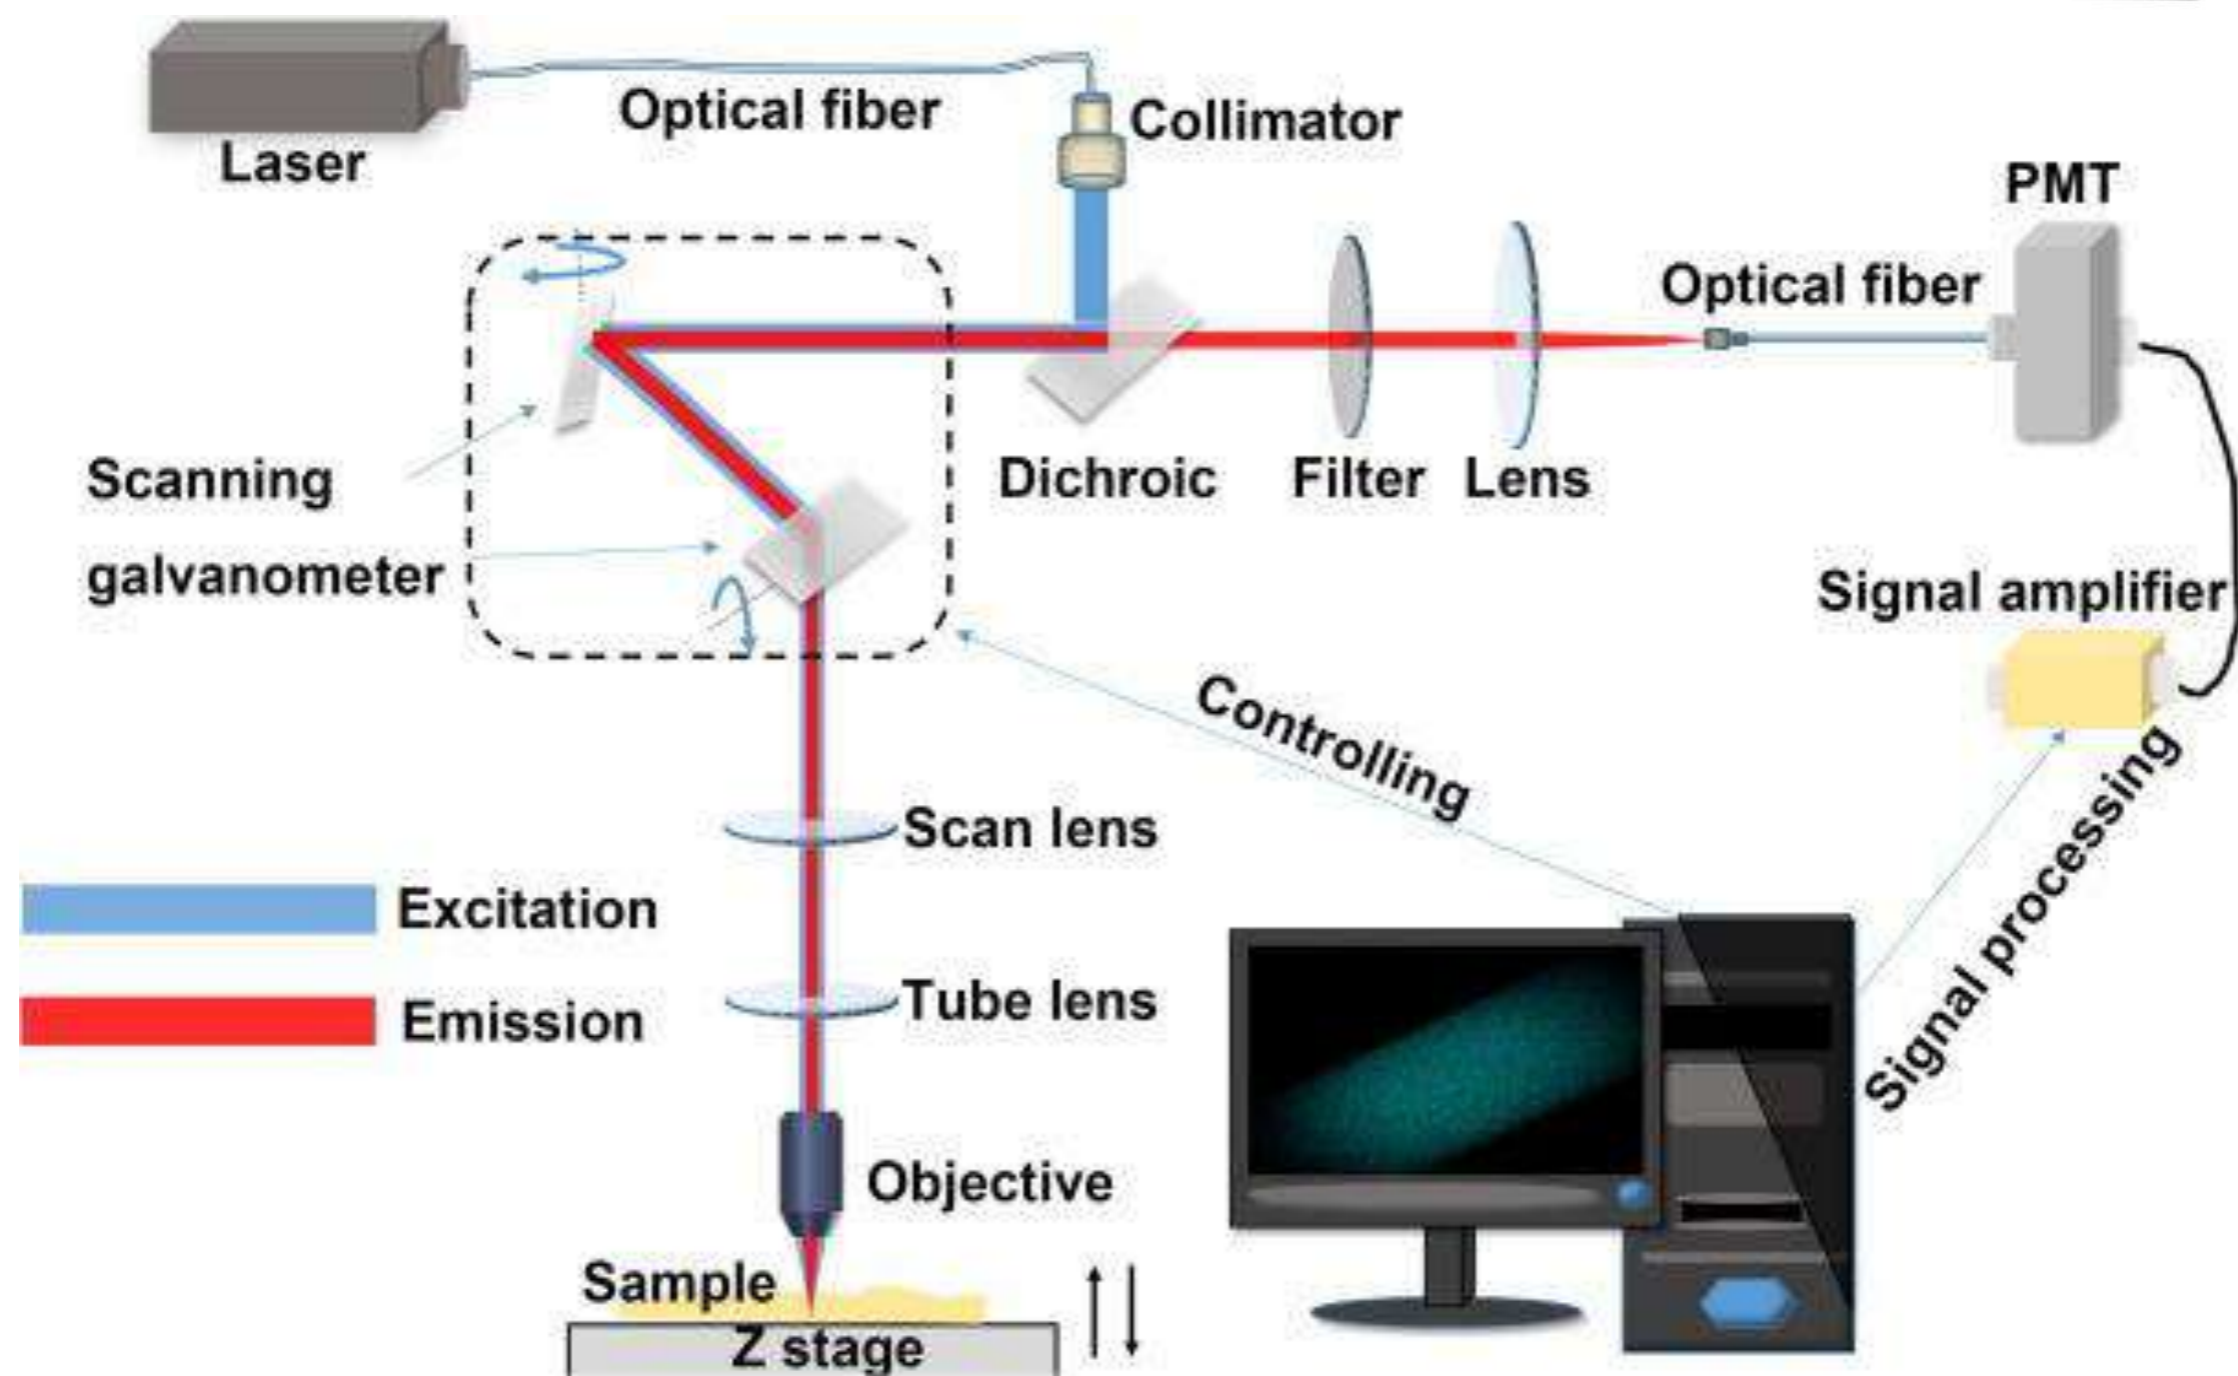 Optical fiber
Collimator
Laser
PMT
Optical fiber
Scanning
galvanometer
Dichroic
Filter
Lens
Signal amplifier
Controlling
Signal processing
Scan lens
Excitation
Tube lens
Emission
Objective
Sample
Z stage